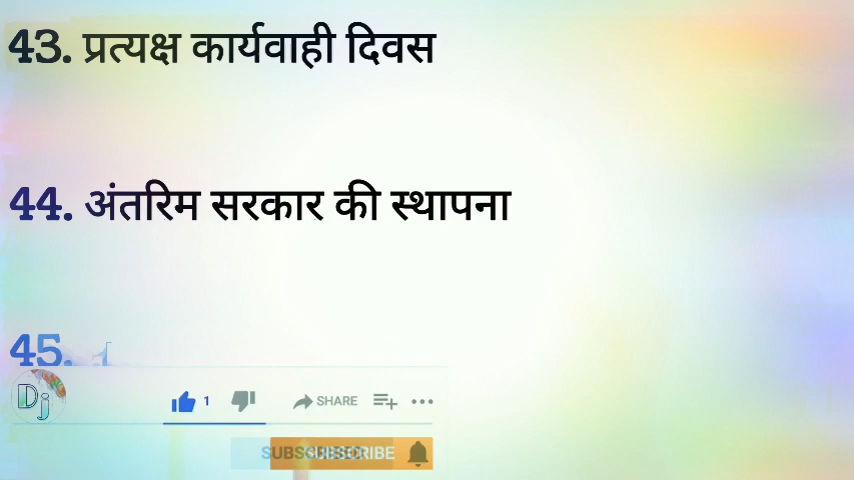 43. प्रत्यक्ष कार्यवाही दिवस
44. अंतरिम सरकार की स्थापना
45.
Dj
1 SHARE
SUBSCRIBE